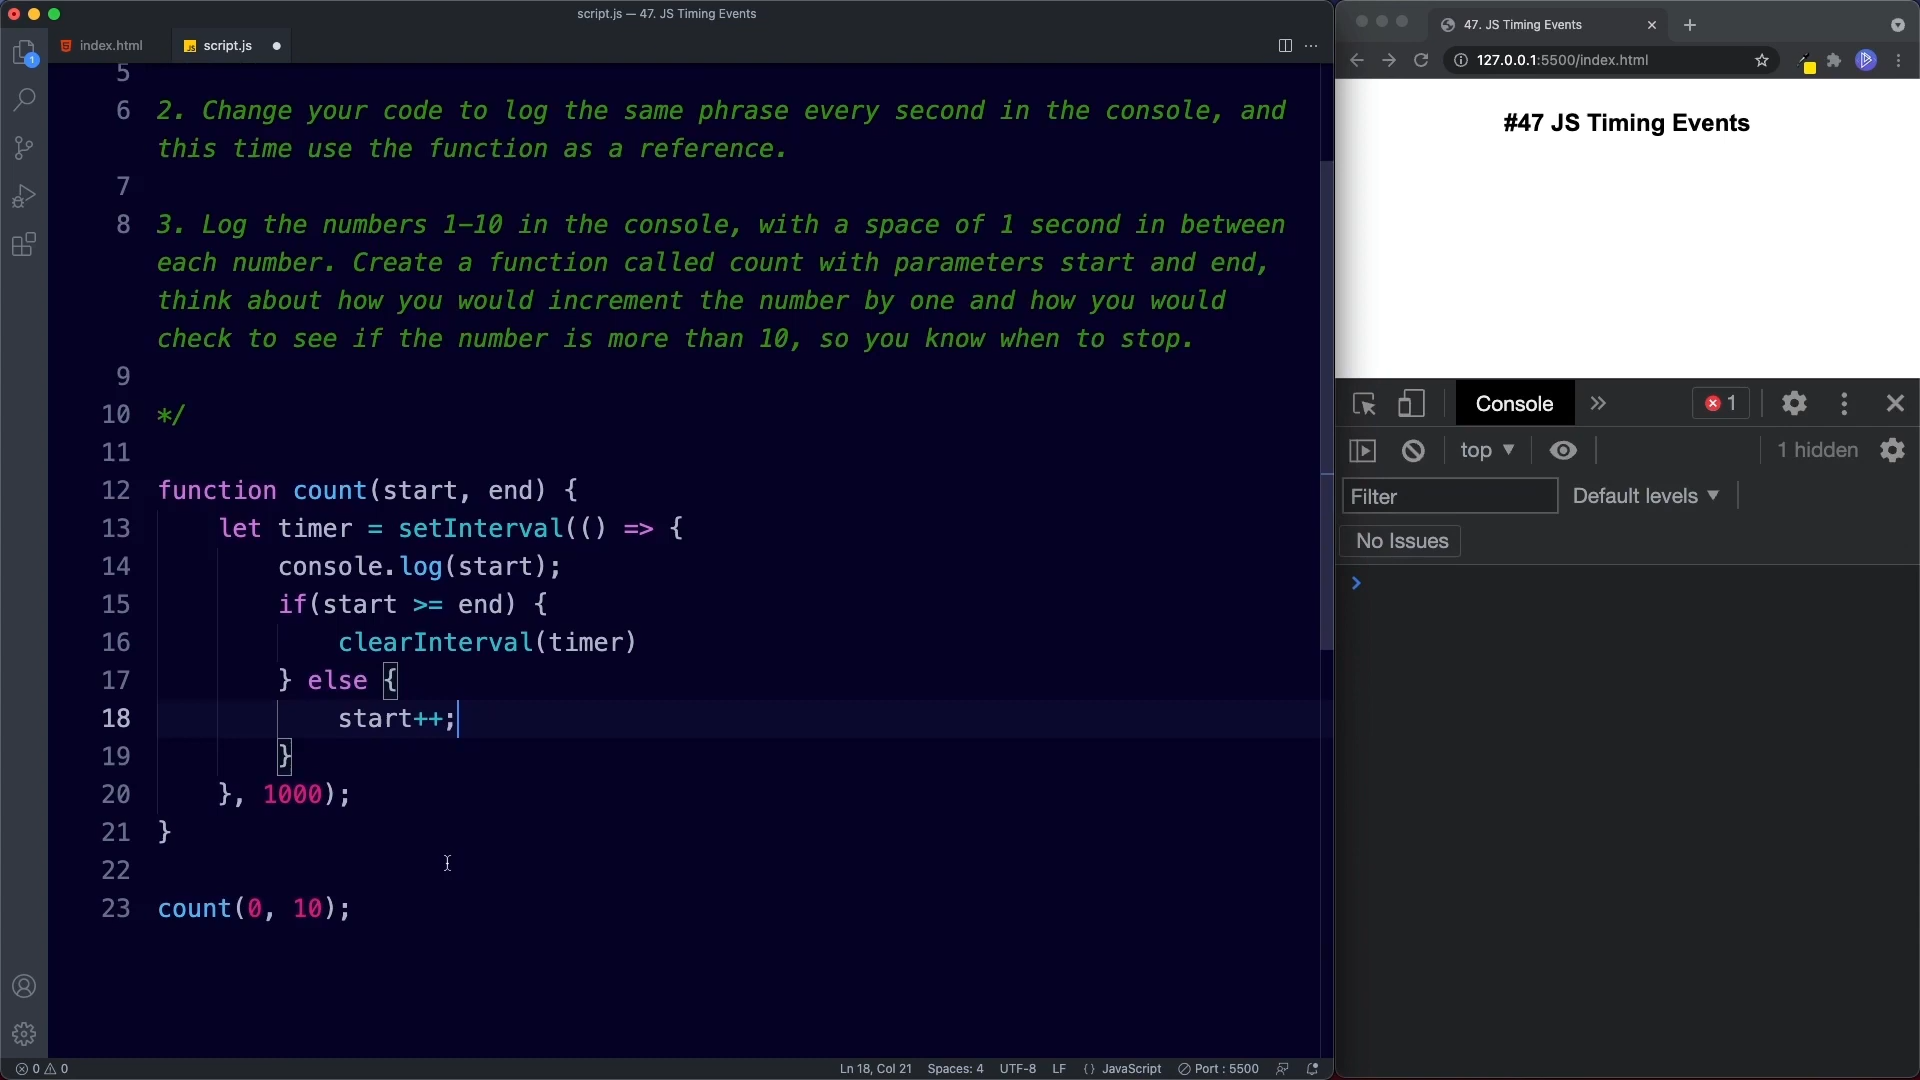 script.js — 47. JS Timing Events
index.html
script.js
5
6 2. Change your code to log the same phrase every second in the console, and
this time use the function as a reference.
7
8 3. Log the numbers 1–10 in the console, with a space of 1 second in between
each number. Create a function called count with parameters start and end,
think about how you would increment the number by one and how you would
check to see if the number is more than 10, so you know when to stop.
9
10 */
11
12 function count(start, end) {
13 let timer = setInterval(() => {
14 console.log(start);
15 if(start >= end) {
16 clearInterval(timer)
17 } else {
18 start++;
19 }
20 }, 1000);
21 }
22
23 count(0, 10);
1
0 0
Ln 18, Col 21 Spaces: 4 UTF-8 LF {} JavaScript Port : 5500
47. JS Timing Events
127.0.0.1:5500/index.html
#47 JS Timing Events
Console 1
top 1 hidden
Filter Default levels
No Issues